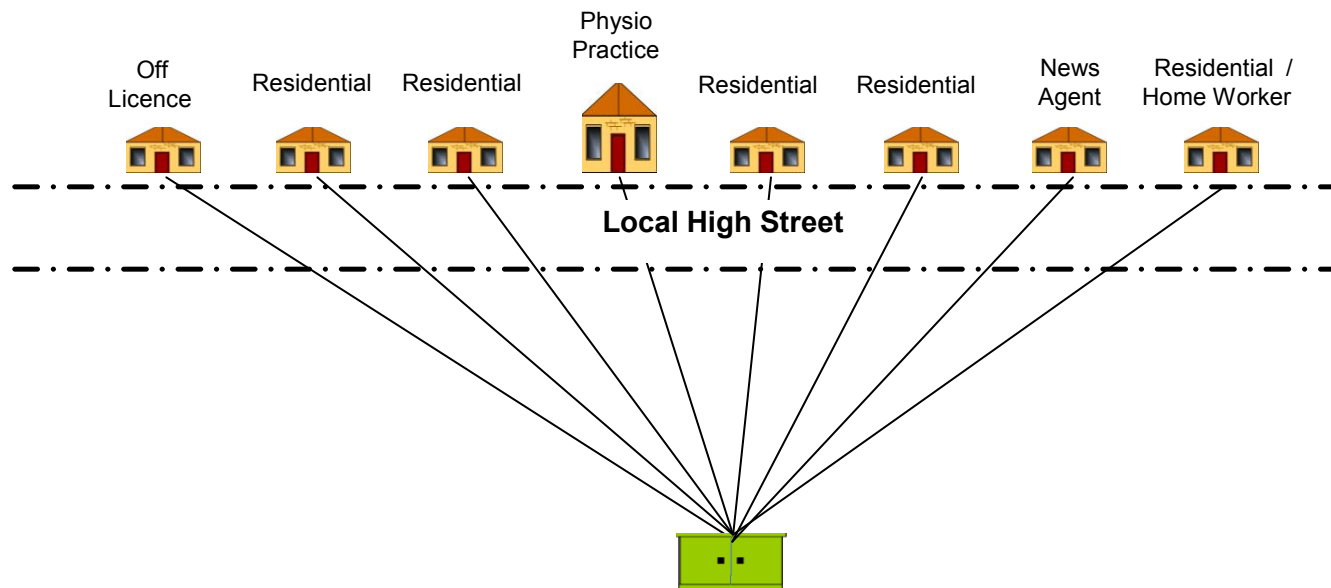 Off
Licence
Residential
Residential
Physio
Practice
Residential
Residential
News
Agent
Residential /
Home Worker
Local High Street